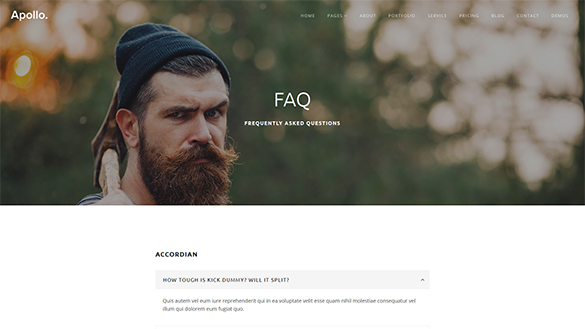 Apollo.
HOME PAGES ABOUT PORTFOLIO SERVICE PRICING BLOG CONTACT DEMOS
FAQ
FREQUENTLY ASKED QUESTIONS
ACCORDIAN
HOW TOUGH IS KICK DUMMY? WILL IT SPLIT?
Quis autem vel eum iure reprehenderit qui in ea voluptate velit esse quam nihil molestiae consequatur vel
illum qui dolorem eum fugiat quo.